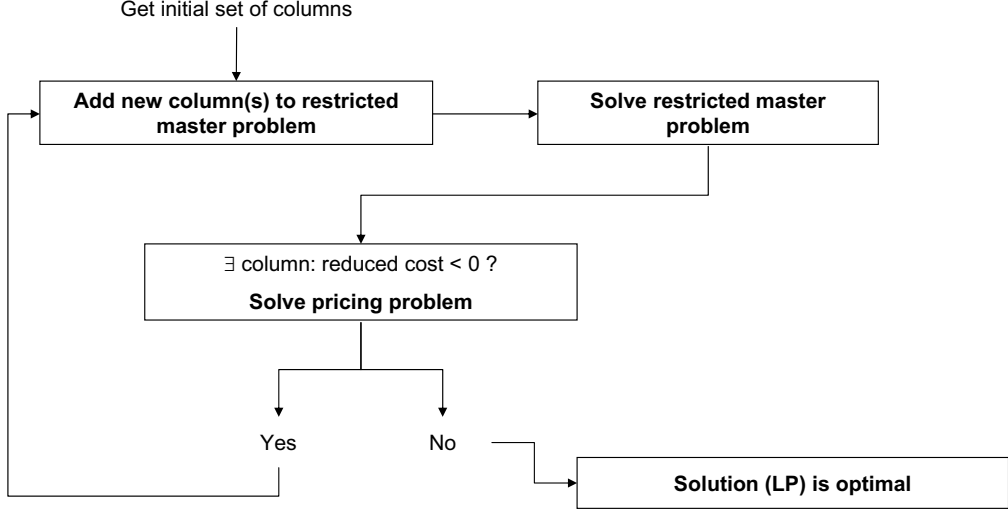 Get initial set of columns
Add new column(s) to restricted
master problem
Solve restricted master
problem
∃ column: reduced cost < 0 ?
Solve pricing problem
Yes
No
Solution (LP) is optimal